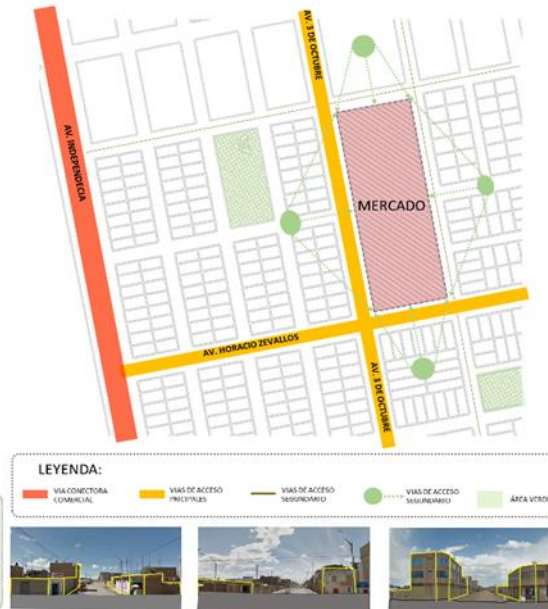 AV. 3 DE OCTUBRE
AV. INDEPENDECIA
MERCADO
AV. HORACIO ZEVALLOS
AV. 3 DE OCTUBRE
LEYENDA:
VIA CONECTORA
COMERCIAL
VIAS DE ACCESO
PRICIPALES
VIAS DE ACCESO
SEGUNDARIO
VIAS DE ACCESO
SEGUNDARIO
ÁREA VERDE